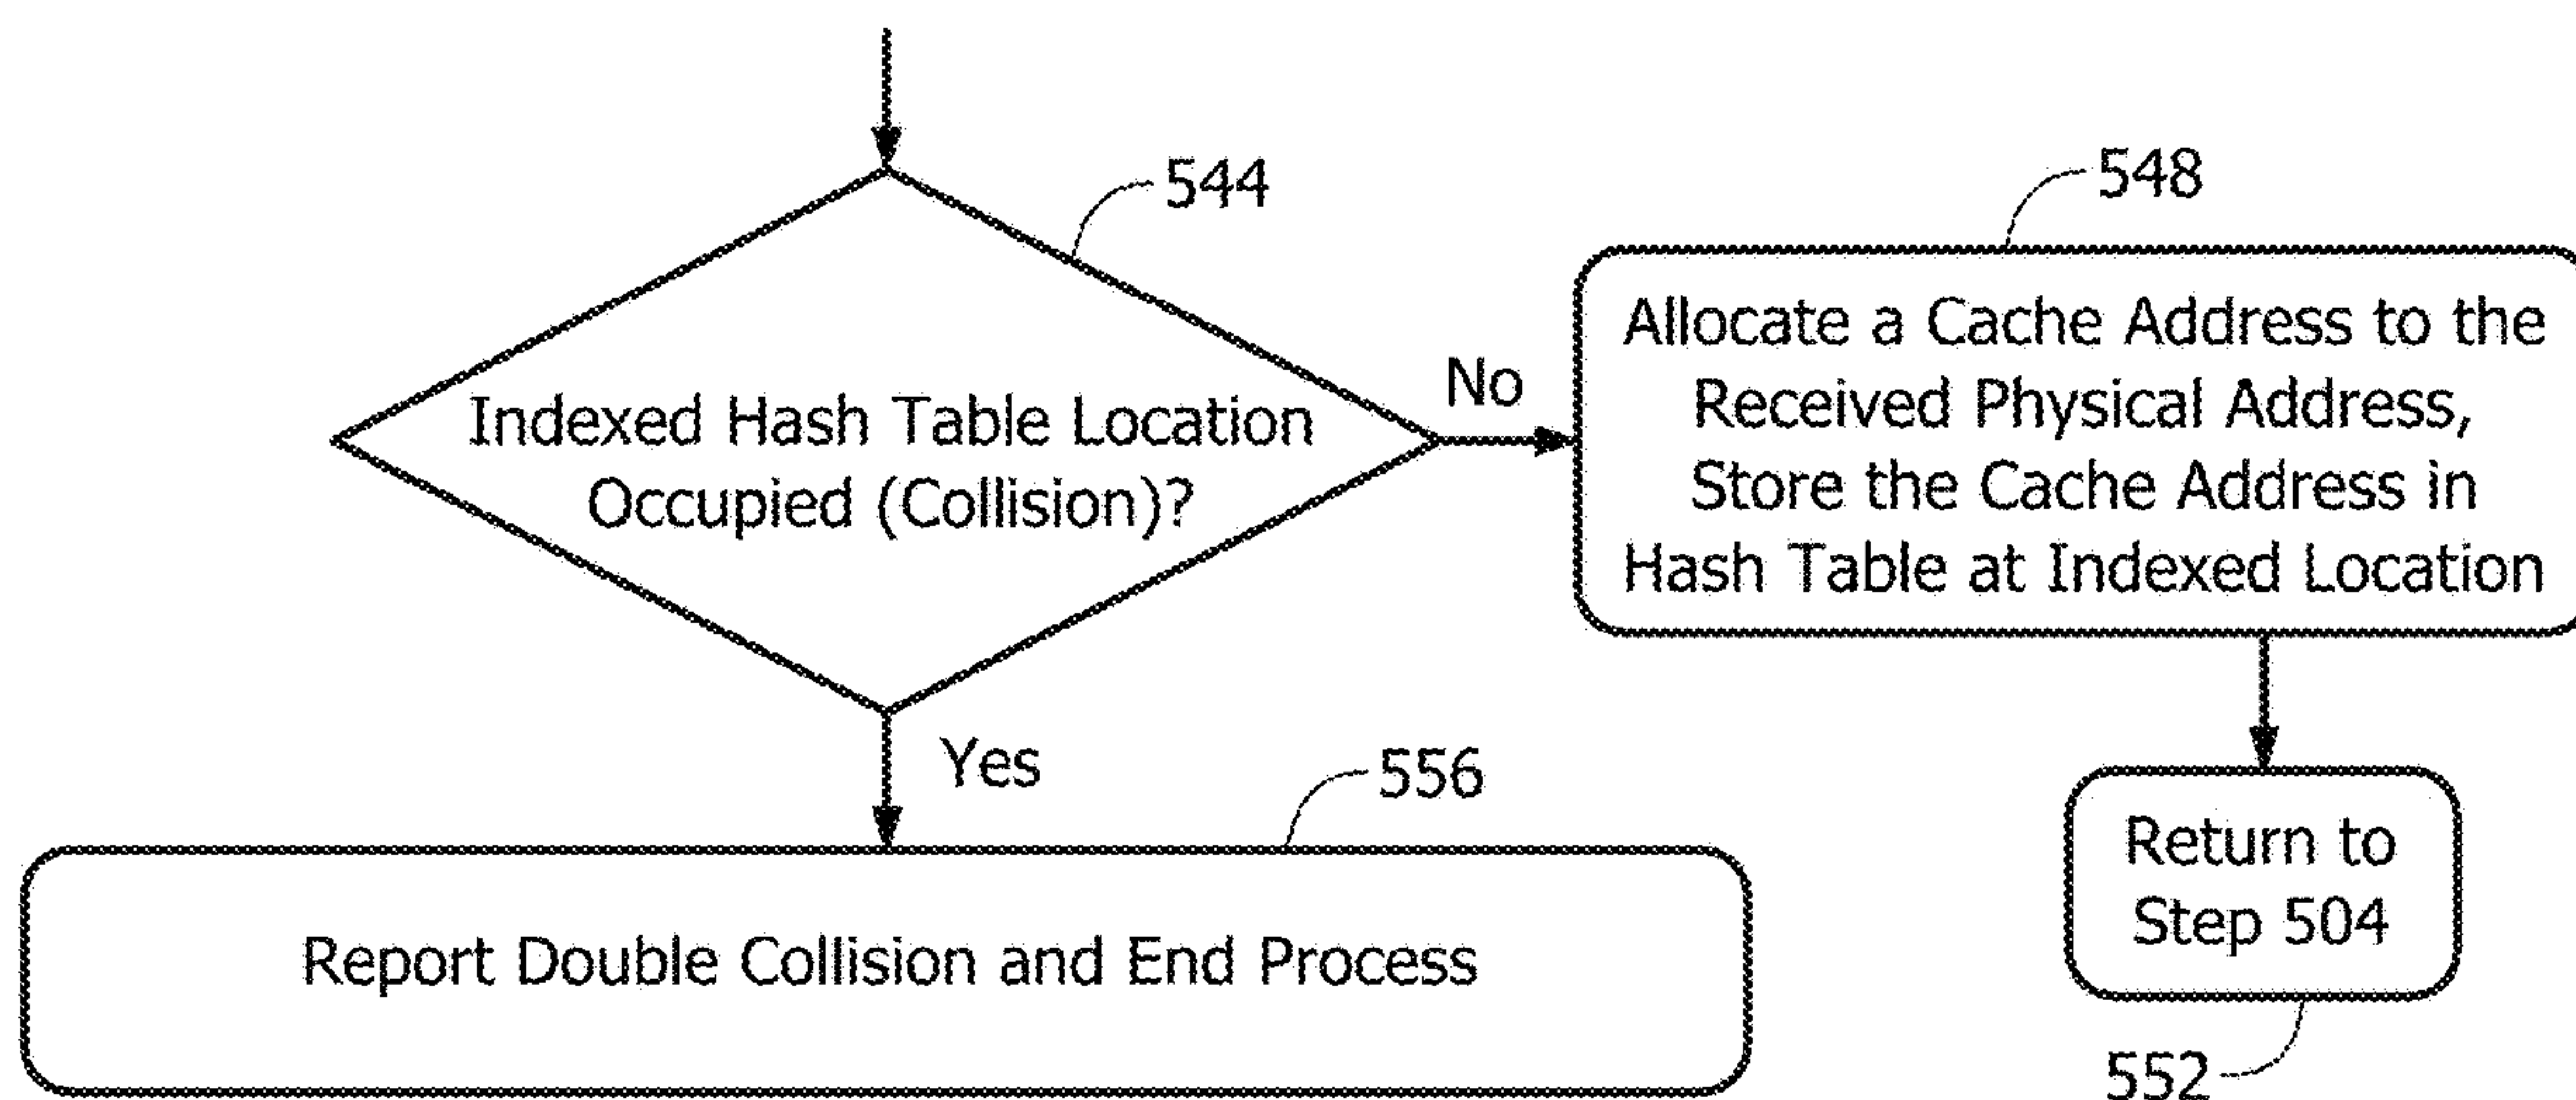 544
Indexed Hash Table Location
Occupied (Collision)?
No
548
Allocate a Cache Address to the
Received Physical Address,
Store the Cache Address in
Hash Table at Indexed Location
Yes
556
Report Double Collision and End Process
Return to
Step 504
552